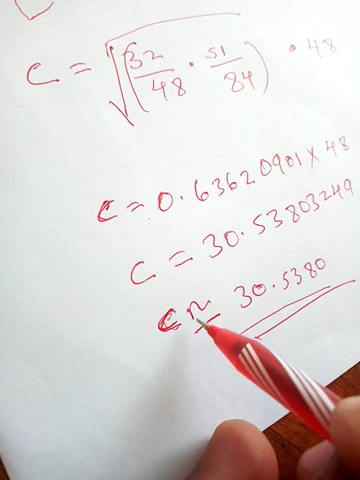 C = √(32/48 · 51/84) · 48
C = 0.63620901 × 48
C = 30.53803249
C ≈ 30.5380